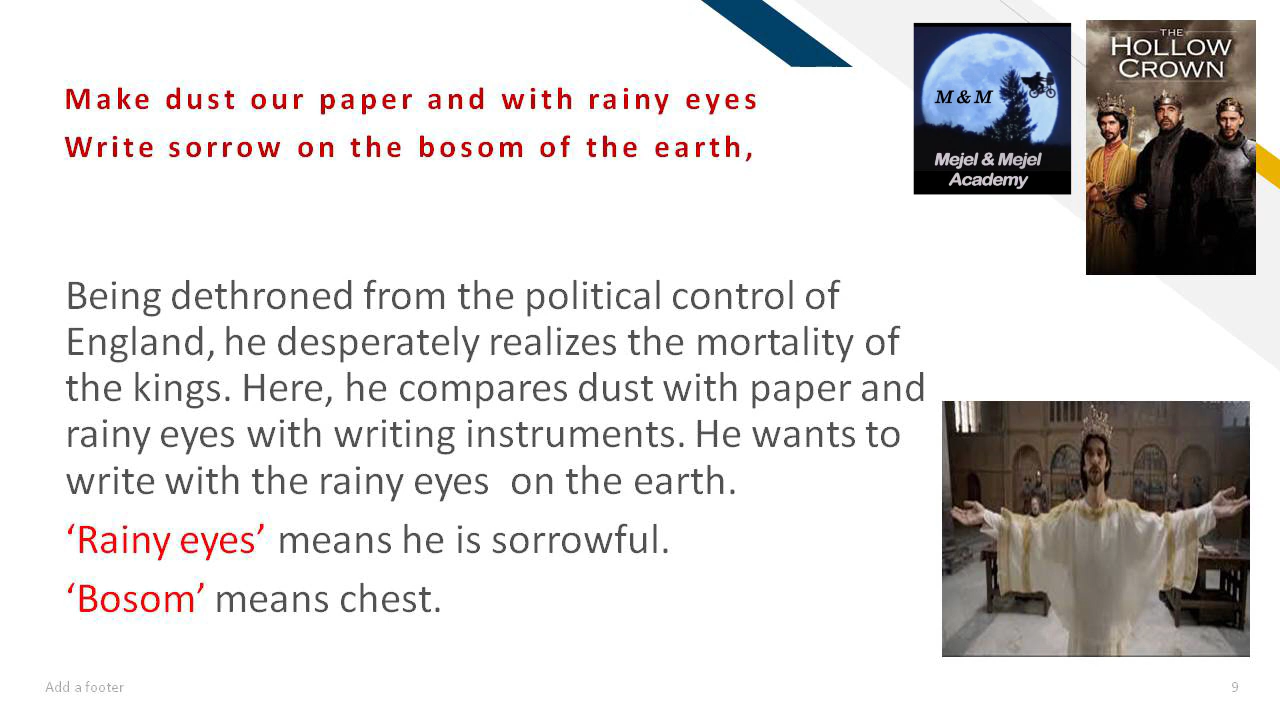 Make dust our paper and with rainy eyes
Write sorrow on the bosom of the earth,
M & M
Mejel & Mejel
Academy
THE
HOLLOW
CROWN
Being dethroned from the political control of
England, he desperately realizes the mortality of
the kings. Here, he compares dust with paper and
rainy eyes with writing instruments. He wants to
write with the rainy eyes  on the earth.
‘Rainy eyes’ means he is sorrowful.
‘Bosom’ means chest.
Add a footer
9